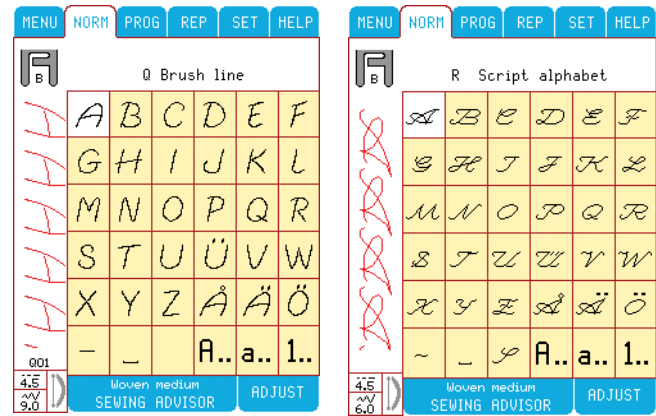 MENU NORM PROG REP SET HELP
B
Q Brush line
A B C D E F
G H I J K L
M N O P Q R
S T U Ü V W
X Y Z Å Ä Ö
– _ A.. a.. 1..
Q01
4.5
9.0
Woven medium
SEWING ADVISOR
ADJUST
MENU NORM PROG REP SET HELP
B
R Script alphabet
A B C D E F
G H I J K L
M N O P Q R
S T U Ü V W
X Y Z Å Ä Ö
~ _ A.. a.. 1..
4.5
6.0
Woven medium
SEWING ADVISOR
ADJUST